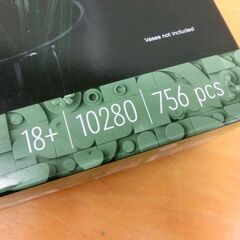 Vases not included
18+ | 10280 | 756 pcs